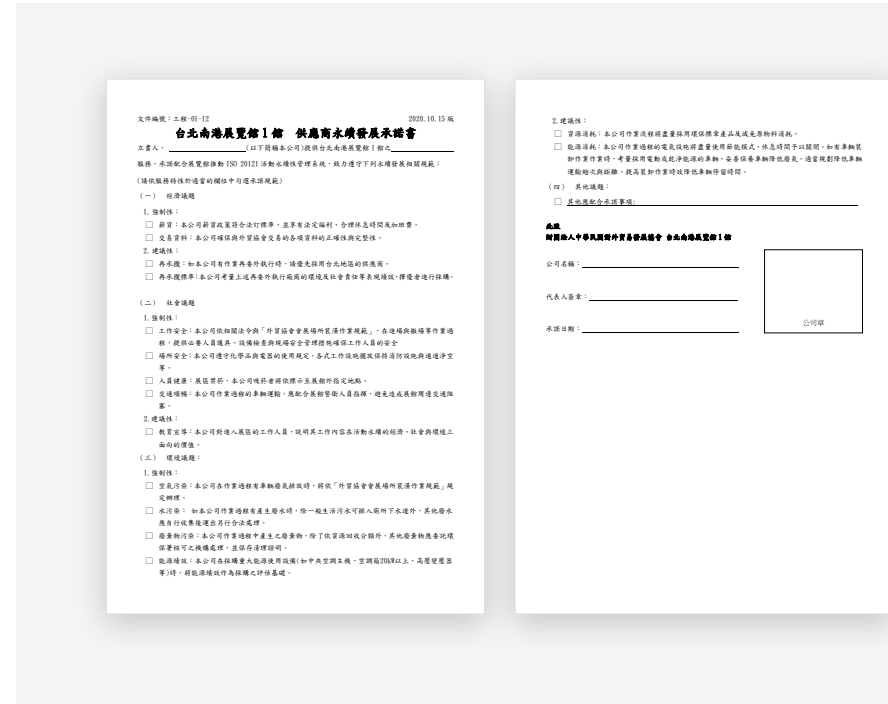 文件編號：工程-01-12 2020.10.15 版
台北南港展覽館 1 館 供應商永續發展承諾書
立書人， (以下簡稱本公司)提供台北南港展覽館 1 館之
服務，承諾配合展覽館推動 ISO 20121 活動永續性管理系統，致力遵守下列永續發展相關規範：
(請依服務特性於適當的欄位中勾選承諾規範)
(一) 經濟議題
1.強制性：
□ 薪資：本公司薪資政策符合法訂標準，並享有法定福利、合理休息時間及加班費。
□ 交易資料：本公司確保與外貿協會交易的各項資料的正確性與完整性。
2.建議性：
□ 再承攬：如本公司有作業再委外執行時，請優先採用台北地區的供應商。
□ 再承攬標準：本公司考量上述再委外執行廠商的環境及社會責任等表現績效，擇優者進行採購。
(二) 社會議題
1.強制性：
□ 工作安全：本公司依相關法令與「外貿協會會展場所裝潢作業規範」，在進場與撤場等作業過
程，提供必要人員護具、設備檢查與現場安全管理措施確保工作人員的安全
□ 場所安全：本公司遵守化學品與電器的使用規定，各式工作設施擺放保持消防設施與通道淨空
等。
□ 人員健康：展區禁菸，本公司吸菸者將依標示至展館外指定地點。
□ 交通順暢：本公司作業過程的車輛運輸，應配合展館警衛人員指揮，避免造成展館周邊交通阻
塞。
2.建議性：
□ 教育宣導：本公司對進入展區的工作人員，說明其工作內容在活動永續的經濟、社會與環境三
面向的價值。
(三) 環境議題：
1.強制性：
□ 空氣污染：本公司在作業過程有車輛廢氣排放時，將依「外貿協會會展場所裝潢作業規範」規
定辦理。
□ 水污染： 如本公司作業過程有產生廢水時，除一般生活污水可排入廁所下水道外，其他廢水
應自行收集後運出另行合法處理。
□ 廢棄物污染：本公司作業過程中產生之廢棄物，除了依資源回收分類外，其他廢棄物應委託環
保署核可之機構處理，並保存清理證明。
□ 能源績效：本公司在採購重大能源使用設備(如中央空調主機、空調箱20kW以上、高壓變壓器
等)時，將能源績效作為採購之評估基礎。
2.建議性：
□ 資源消耗：本公司作業流程將盡量採用環保標章產品及減免原物料消耗。
□ 能源消耗：本公司作業過程的電氣設施將盡量使用節能模式、休息時間予以關閉。如有車輛裝
卸作業作業時，考量採用電動或乾淨能源的車輛、妥善保養車輛降低廢氣、適當規劃降低車輛
運輸趟次與距離、提高裝卸作業時效降低車輛停留時間。
(四) 其他議題：
□ 其他應配合承諾事項:
此致
財團法人中華民國對外貿易發展協會 台北南港展覽館 1 館
公司名稱：
代表人簽章：
承諾日期：
公司章